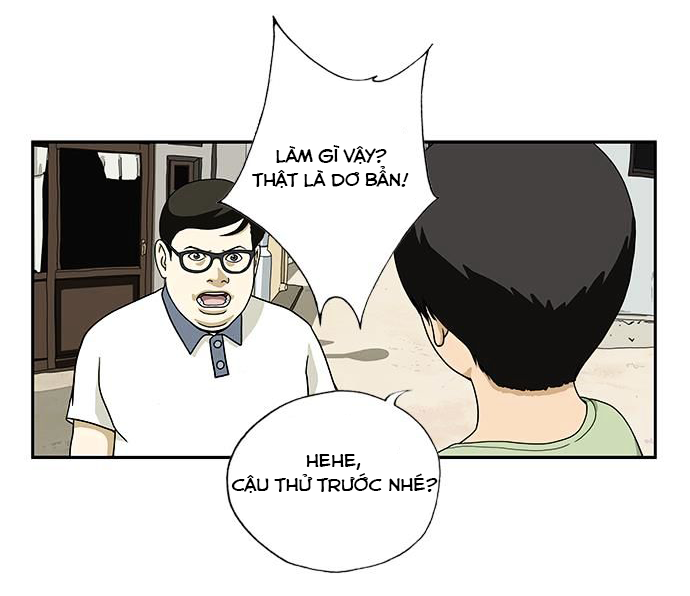 LÀM GÌ VẬY?
THẬT LÀ DƠ BẨN!
HEHE,
CẬU THỬ TRƯỚC NHÉ?